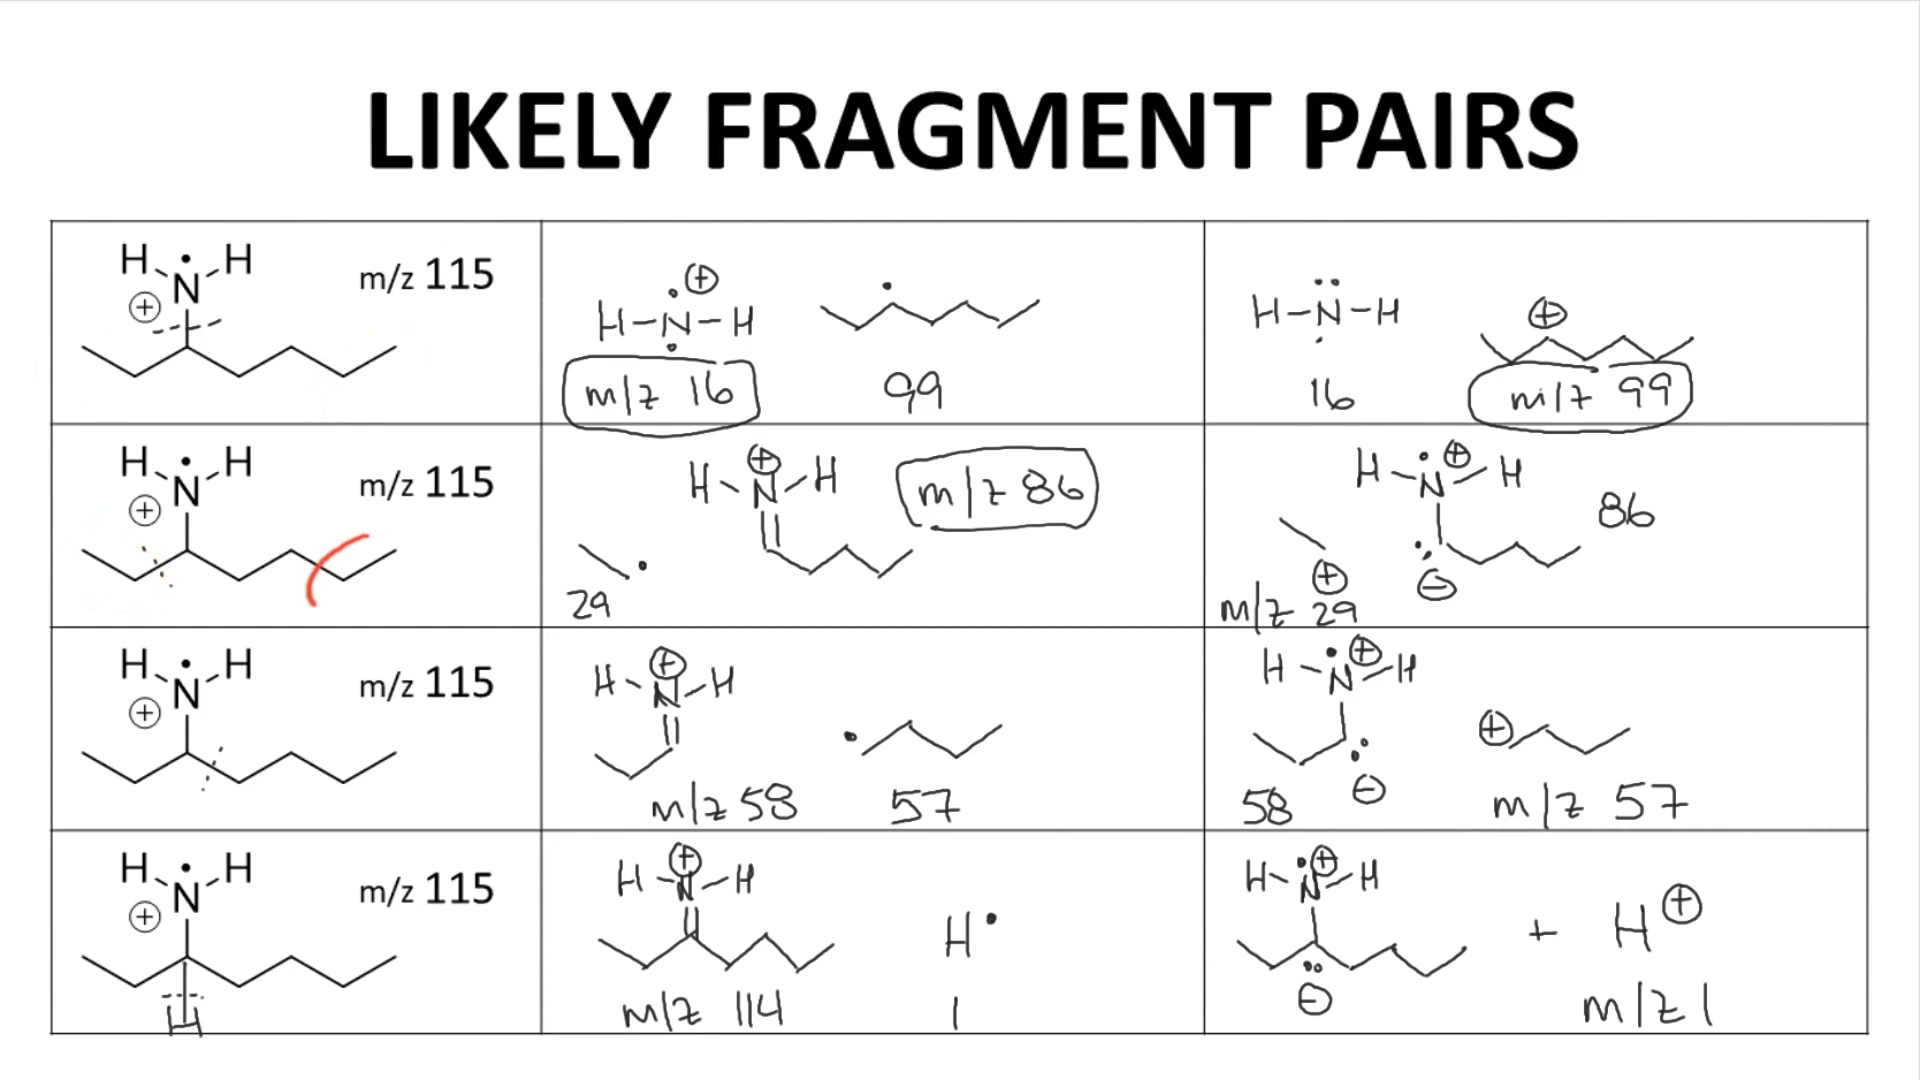 LIKELY FRAGMENT PAIRS
H • H
N
⊕
m/z 115
• ⊕
H-N-H
•
m/z 16
•
99
••
H-N-H
•
16
⊕
m/z 99
H • H
N
⊕
m/z 115
⊕
H N H
m/z 86
•
29
• ⊕
H N H
86
⊕
••
⊖
m/z 29
H • H
N
⊕
m/z 115
⊕
H N H
m/z 58
•
57
• ⊕
H N H
••
⊖
58
⊕
m/z 57
H • H
N
⊕
m/z 115
H
⊕
H N H
m/z 114
H •
1
• ⊕
H N H
••
⊖
+ H ⊕
m/z 1